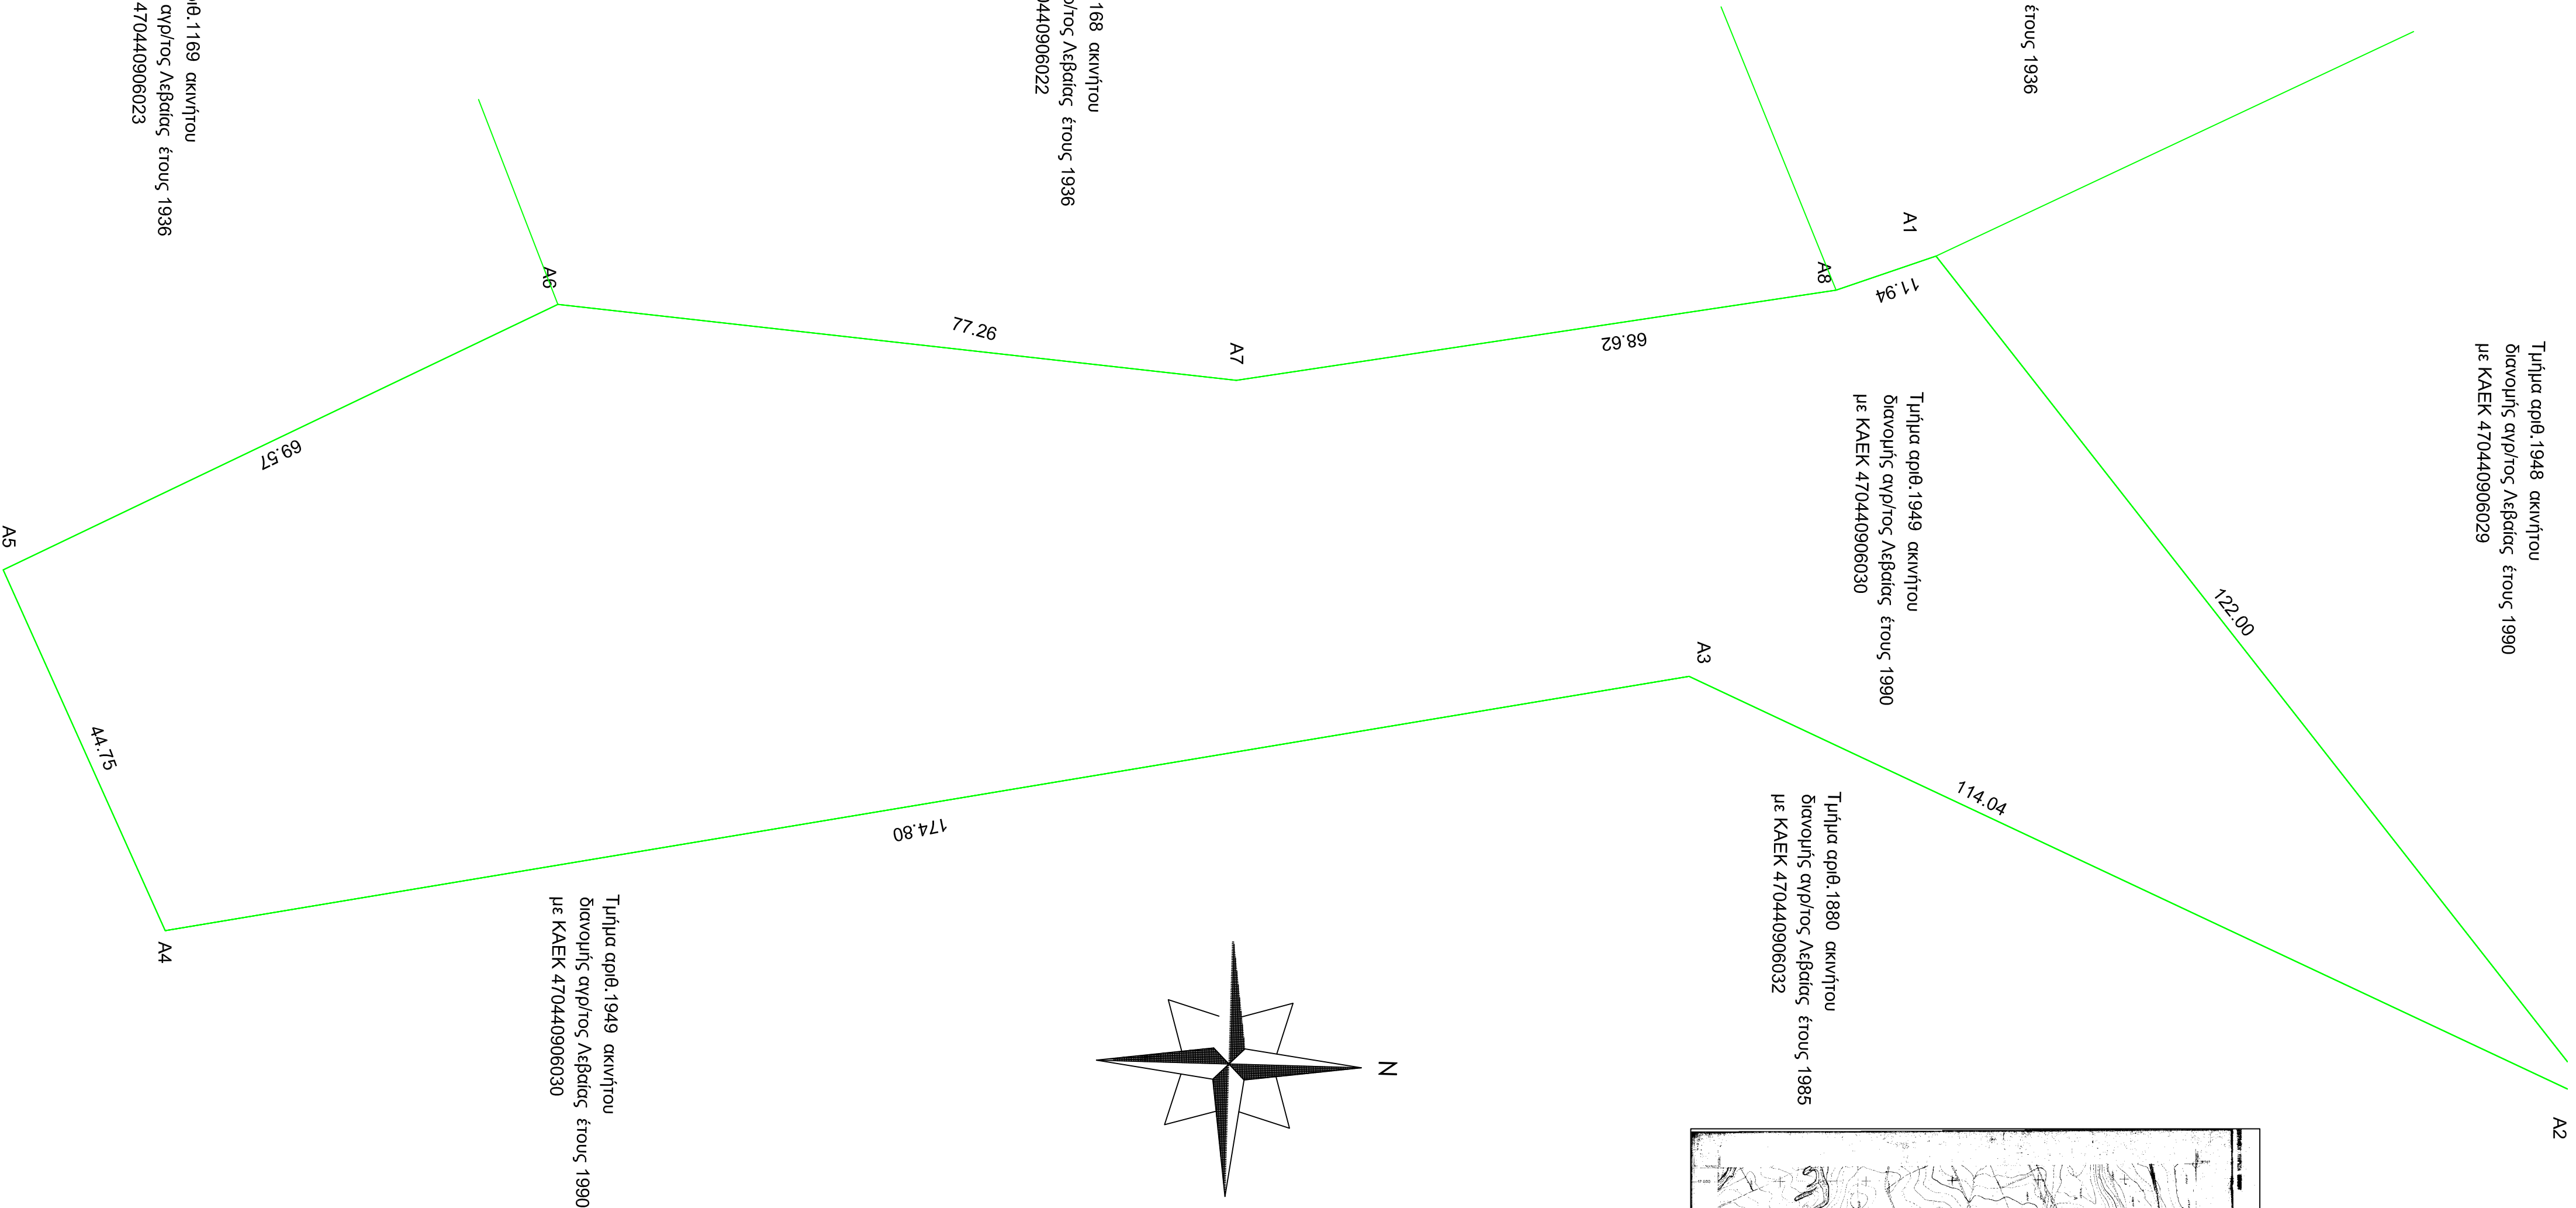 έτους 1936
168 ακινήτου
ρ/τος Λεβαίας έτους 1936
0440906022
ριθ.1169 ακινήτου
αγρ/τος Λεβαίας έτους 1936
470440906023
Τμήμα αριθ.1948 ακινήτου
διανομής αγρ/τος Λεβαίας έτους 1990
με ΚΑΕΚ 470440906029
Τμήμα αριθ.1949 ακινήτου
διανομής αγρ/τος Λεβαίας έτους 1990
με ΚΑΕΚ 470440906030
Τμήμα αριθ.1880 ακινήτου
διανομής αγρ/τος Λεβαίας έτους 1985
με ΚΑΕΚ 470440906032
Τμήμα αριθ.1949 ακινήτου
διανομής αγρ/τος Λεβαίας έτους 1990
με ΚΑΕΚ 470440906030
A1
A8
11.94
68.62
A7
77.26
A6
69.57
A5
44.75
A4
174.80
A3
114.04
122.00
A2
N